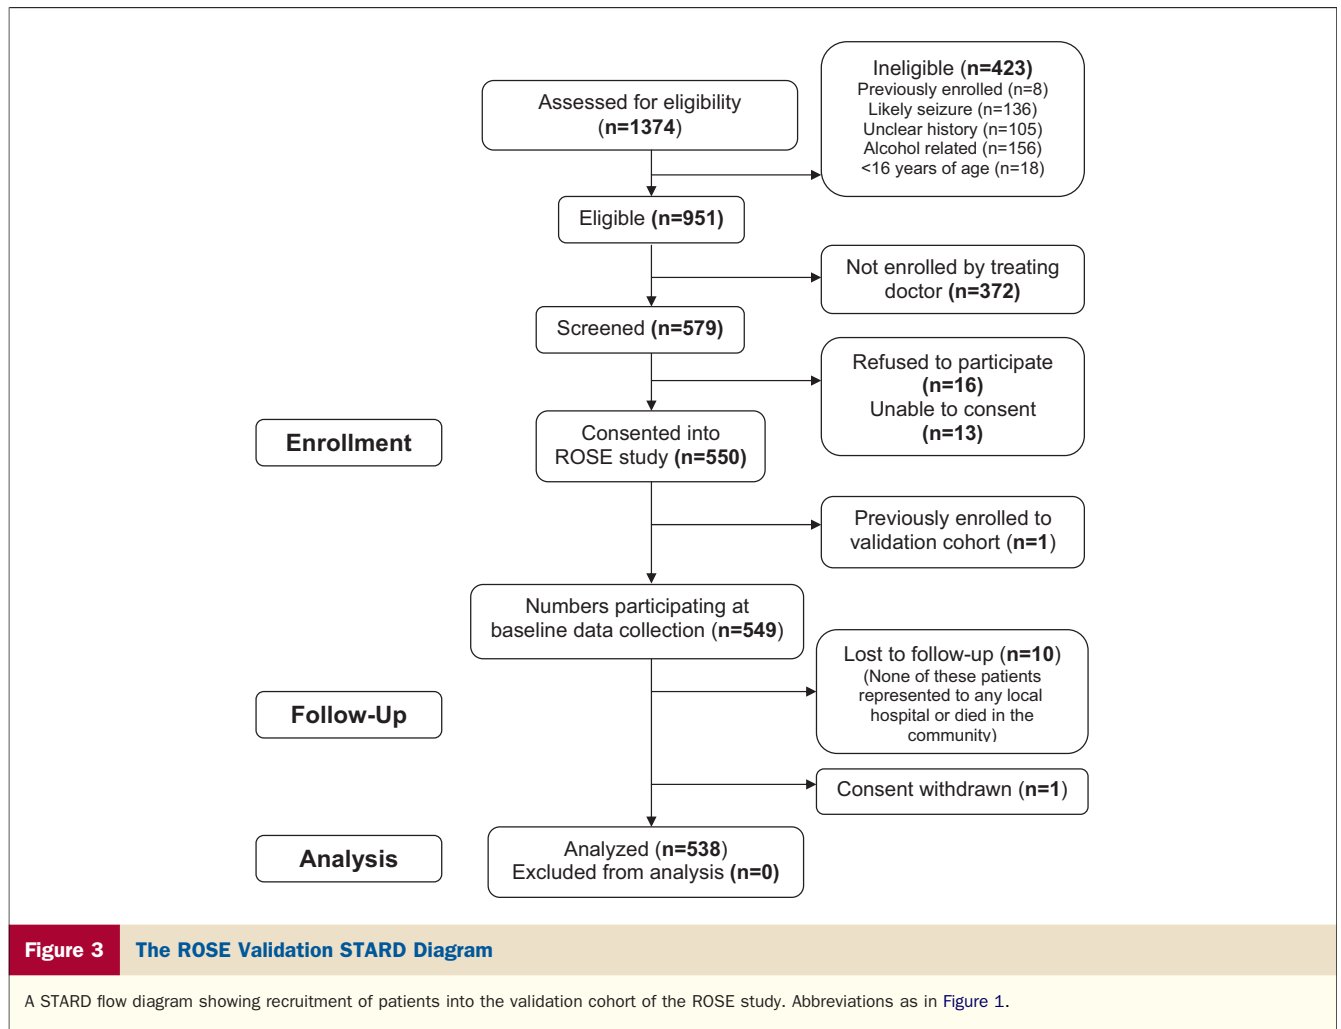 Assessed for eligibility
(n=1374)
Ineligible (n=423)
Previously enrolled (n=8)
Likely seizure (n=136)
Unclear history (n=105)
Alcohol related (n=156)
<16 years of age (n=18)
Eligible (n=951)
Not enrolled by treating
doctor (n=372)
Screened (n=579)
Refused to participate
(n=16)
Unable to consent
(n=13)
Enrollment
Consented into
ROSE study (n=550)
Previously enrolled to
validation cohort (n=1)
Numbers participating at
baseline data collection (n=549)
Lost to follow-up (n=10)
(None of these patients
represented to any local
hospital or died in the
community)
Follow-Up
Consent withdrawn (n=1)
Analysis
Analyzed (n=538)
Excluded from analysis (n=0)
Figure 3 The ROSE Validation STARD Diagram
A STARD flow diagram showing recruitment of patients into the validation cohort of the ROSE study. Abbreviations as in Figure 1.